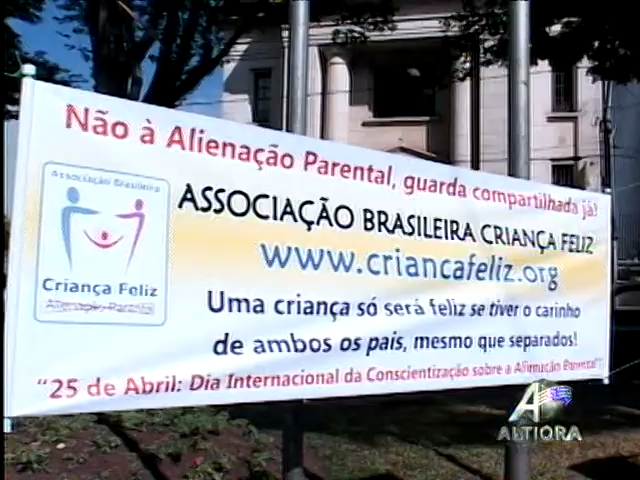 Não à Alienação Parental, guarda compartilhada já!
ASSOCIAÇÃO BRASILEIRA CRIANÇA FELIZ
www.criancafeliz.org
Uma criança só será feliz se tiver o carinho
de ambos os pais, mesmo que separados!
"25 de Abril: Dia Internacional da Conscientização sobre a Alienação Parental"
Associação Brasileira
Criança Feliz
Alienação Parental
ALTIORA